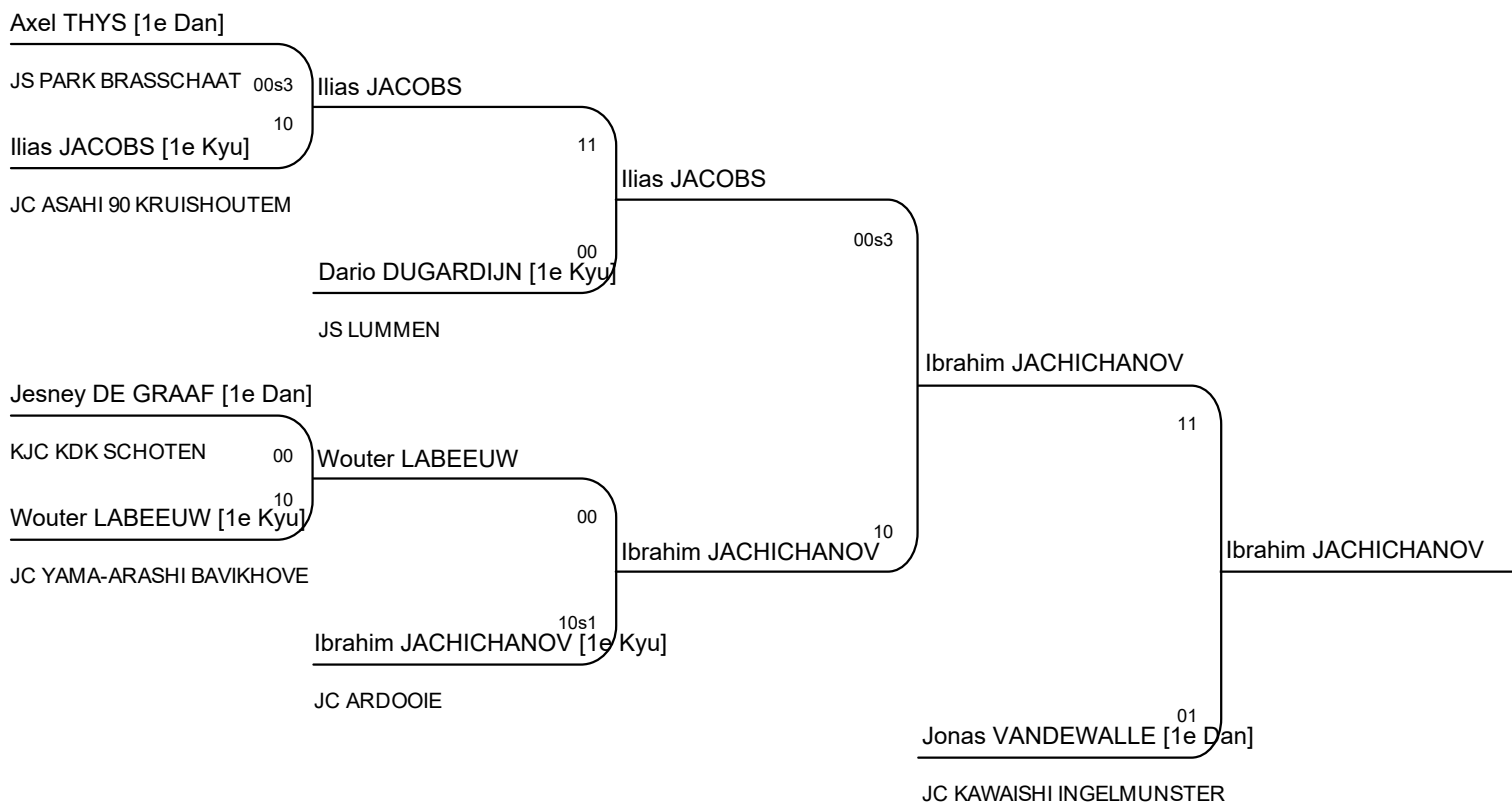 Axel THYS [1e Dan]
JS PARK BRASSCHAAT
00s3
10
Ilias JACOBS [1e Kyu]
JC ASAHI 90 KRUISHOUTEM
Ilias JACOBS
11
00
Dario DUGARDIJN [1e Kyu]
JS LUMMEN
Ilias JACOBS
00s3
Jesney DE GRAAF [1e Dan]
KJC KDK SCHOTEN
00
10
Wouter LABEEUW [1e Kyu]
JC YAMA-ARASHI BAVIKHOVE
Wouter LABEEUW
00
10s1
Ibrahim JACHICHANOV [1e Kyu]
JC ARDOOIE
Ibrahim JACHICHANOV
10
Ibrahim JACHICHANOV
11
01
Jonas VANDEWALLE [1e Dan]
JC KAWAISHI INGELMUNSTER
Ibrahim JACHICHANOV